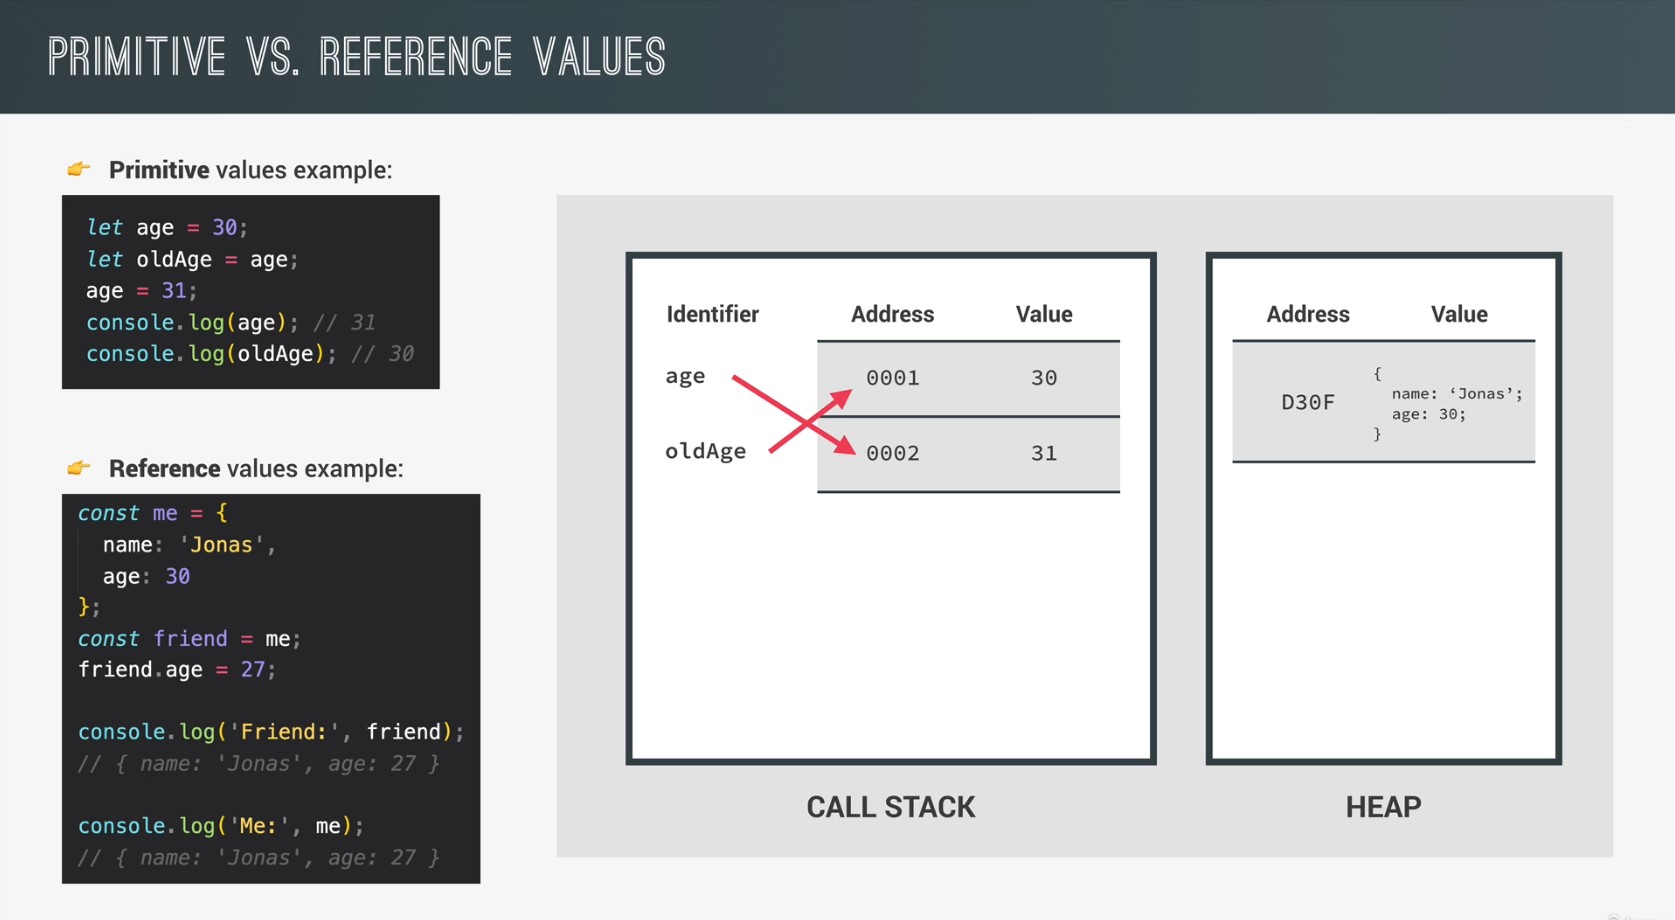 PRIMITIVE VS. REFERENCE VALUES
Primitive values example:
let age = 30;
let oldAge = age;
age = 31;
console.log(age); // 31
console.log(oldAge); // 30
Reference values example:
const me = {
name: 'Jonas',
age: 30
};
const friend = me;
friend.age = 27;
console.log('Friend:', friend);
// { name: 'Jonas', age: 27 }
console.log('Me:', me);
// { name: 'Jonas', age: 27 }
Identifier Address Value
age 0001 30
oldAge 0002 31
CALL STACK
Address Value
D30F
{
name: ‘Jonas’;
age: 30;
}
HEAP